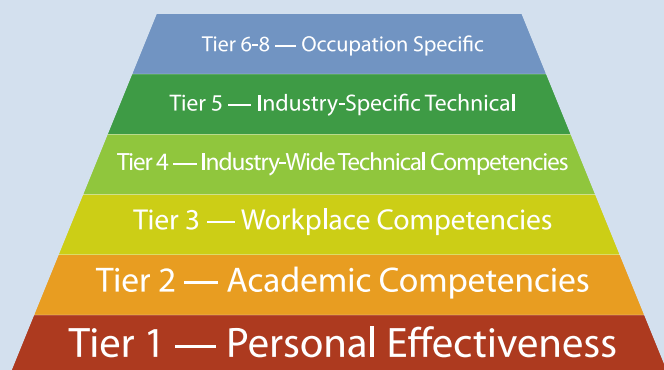 Tier 6-8 — Occupation Specific
Tier 5 — Industry-Specific Technical
Tier 4 — Industry-Wide Technical Competencies
Tier 3 — Workplace Competencies
Tier 2 — Academic Competencies
Tier 1 — Personal Effectiveness